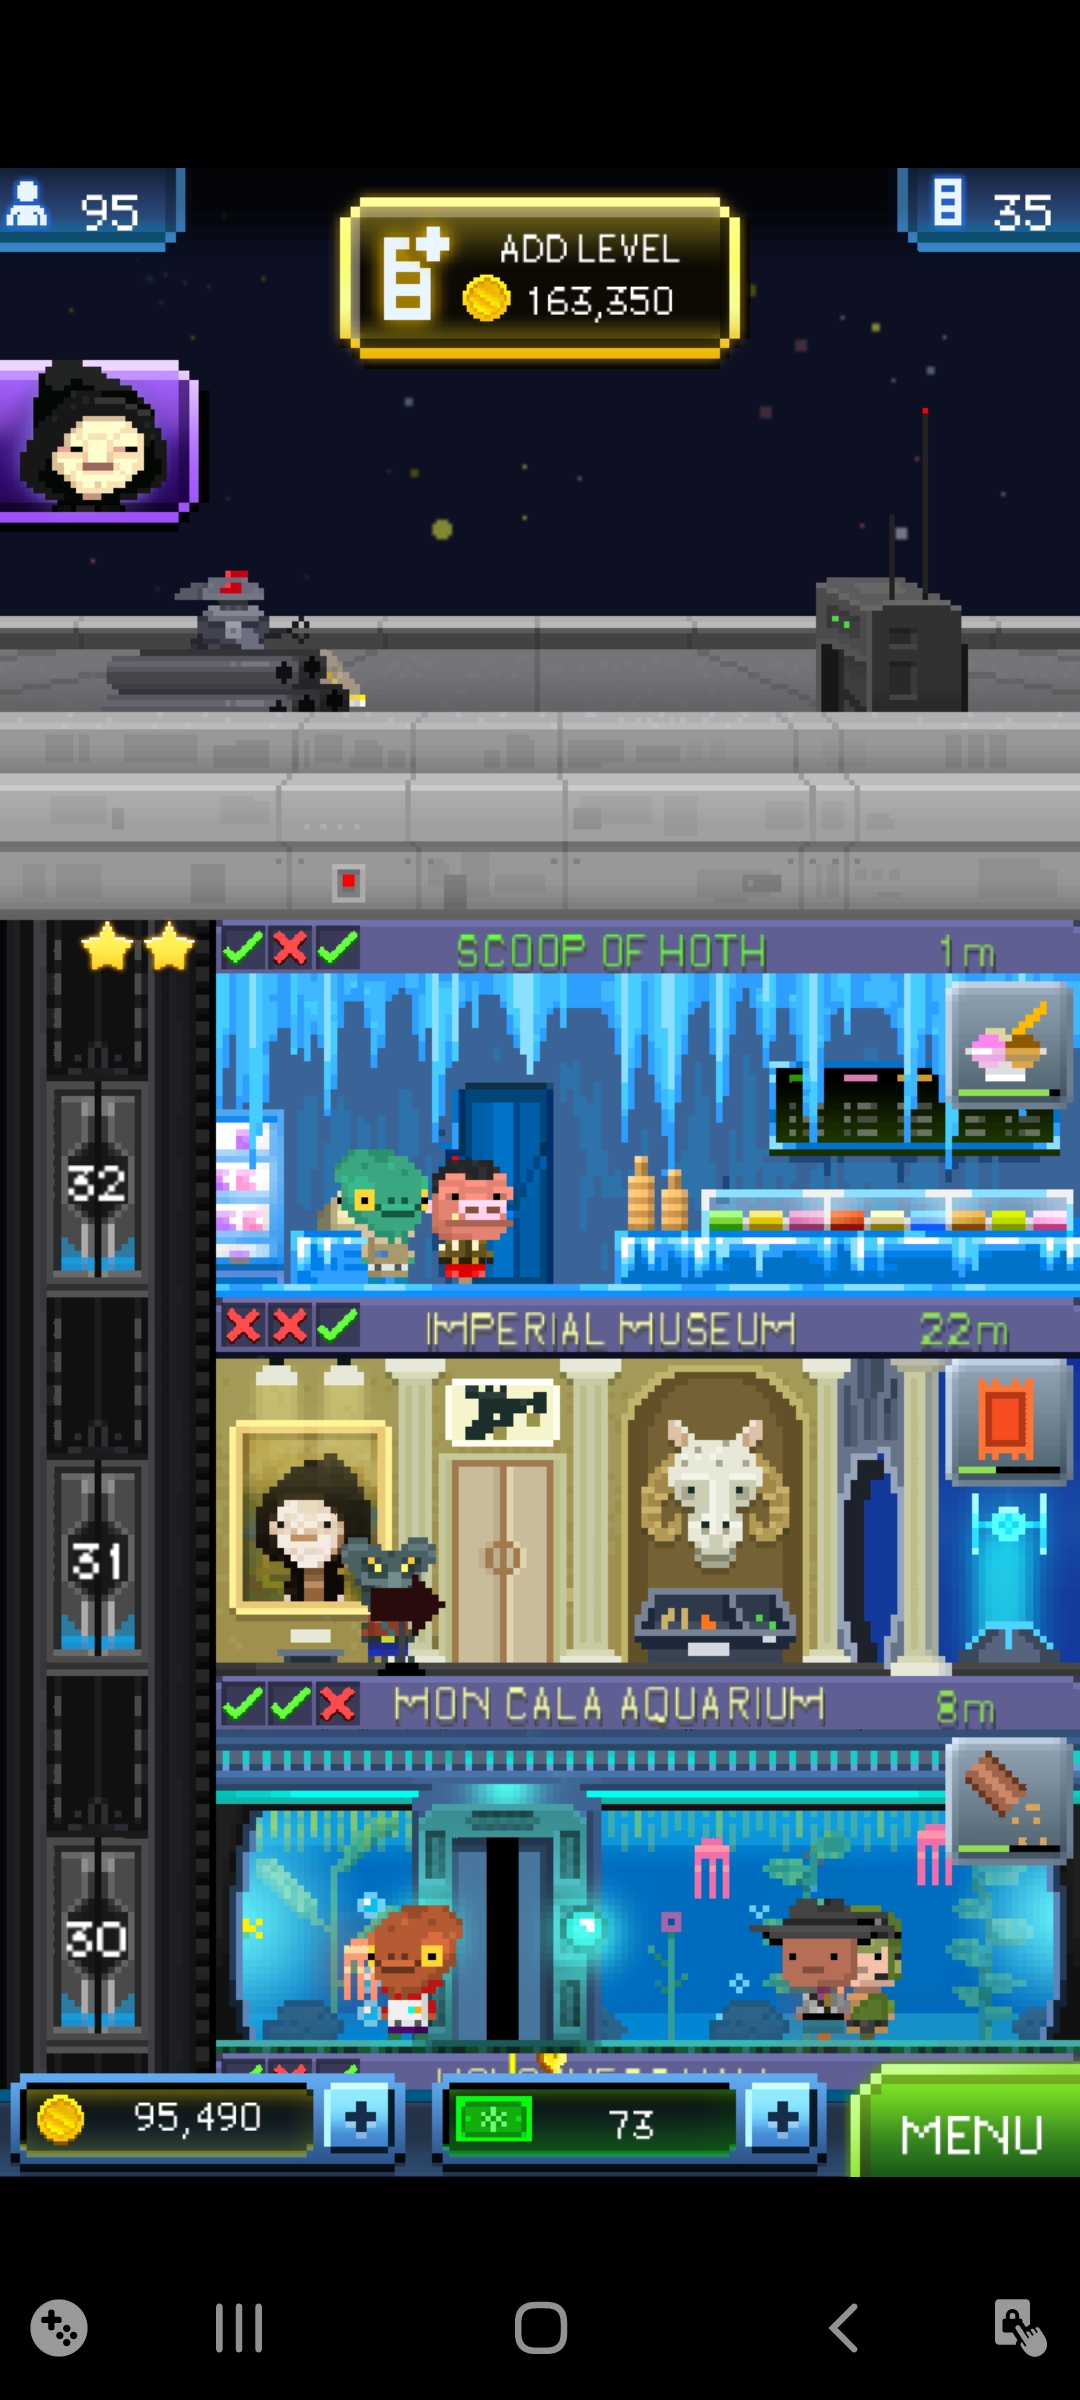 95
ADD LEVEL
163,350
35
SCOOP OF HOTH 1m
32
IMPERIAL MUSEUM 22m
31
MON CALA AQUARIUM 8m
30
95,490
73
MENU